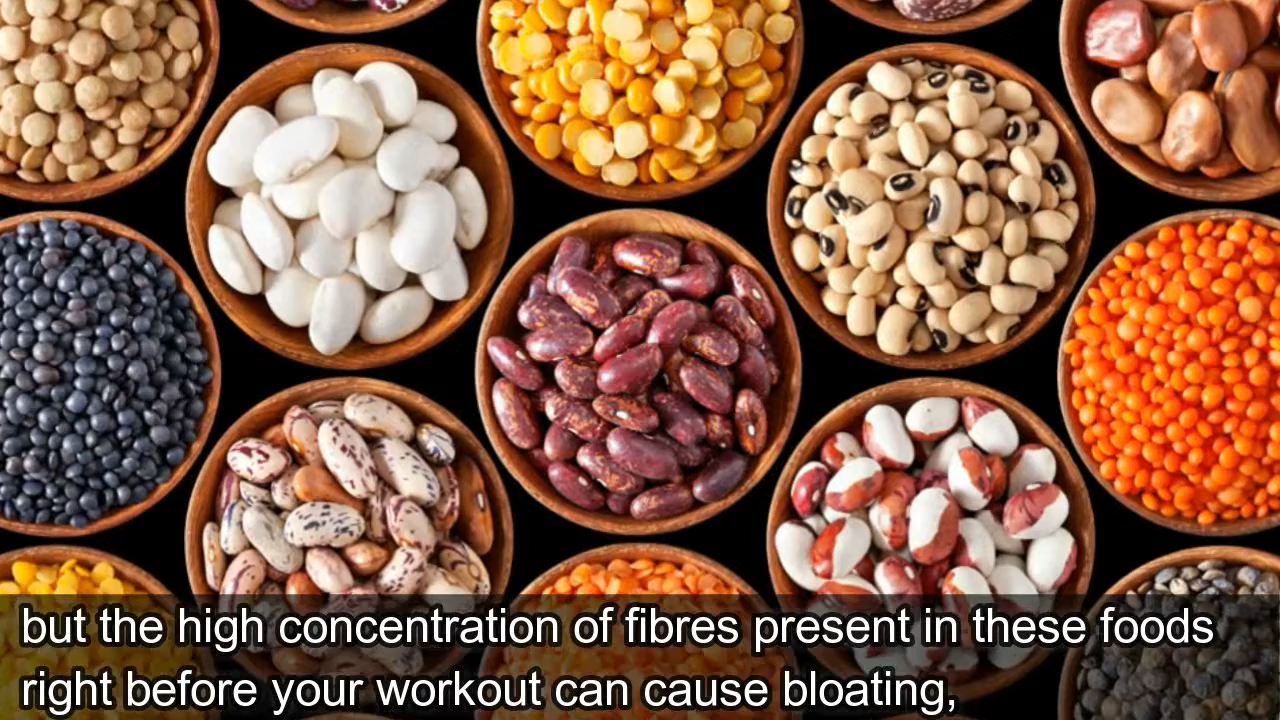 but the high concentration of fibres present in these foods
right before your workout can cause bloating,